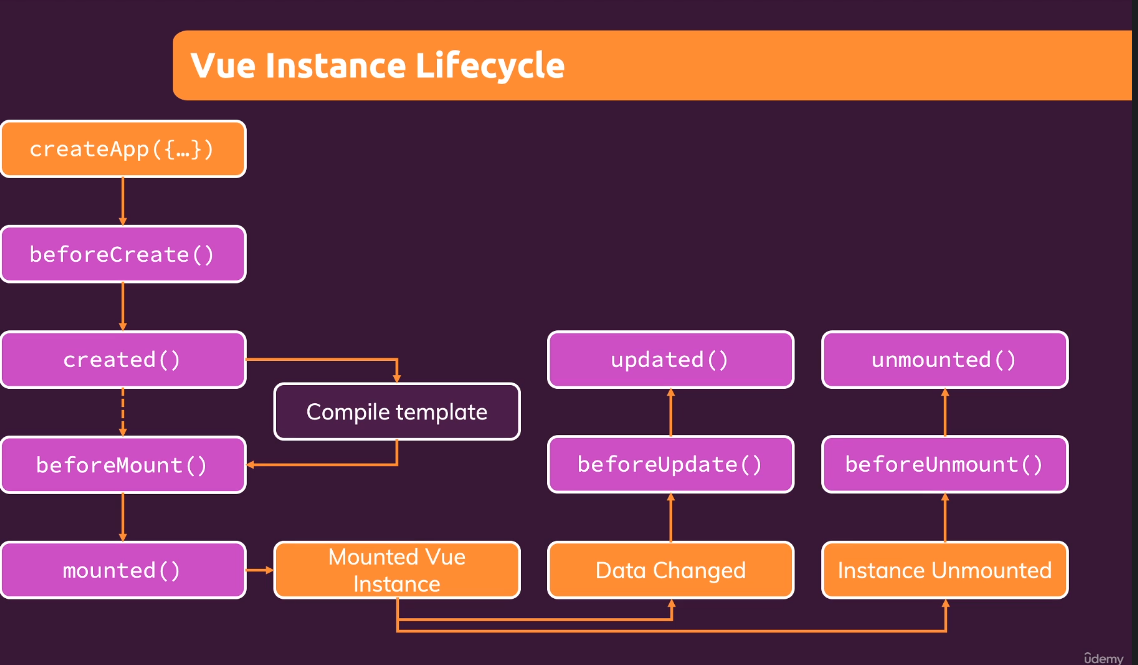 Vue Instance Lifecycle
createApp({…})
beforeCreate()
created()
Compile template
beforeMount()
mounted()
Mounted Vue
Instance
updated()
beforeUpdate()
Data Changed
unmounted()
beforeUnmount()
Instance Unmounted
udemy